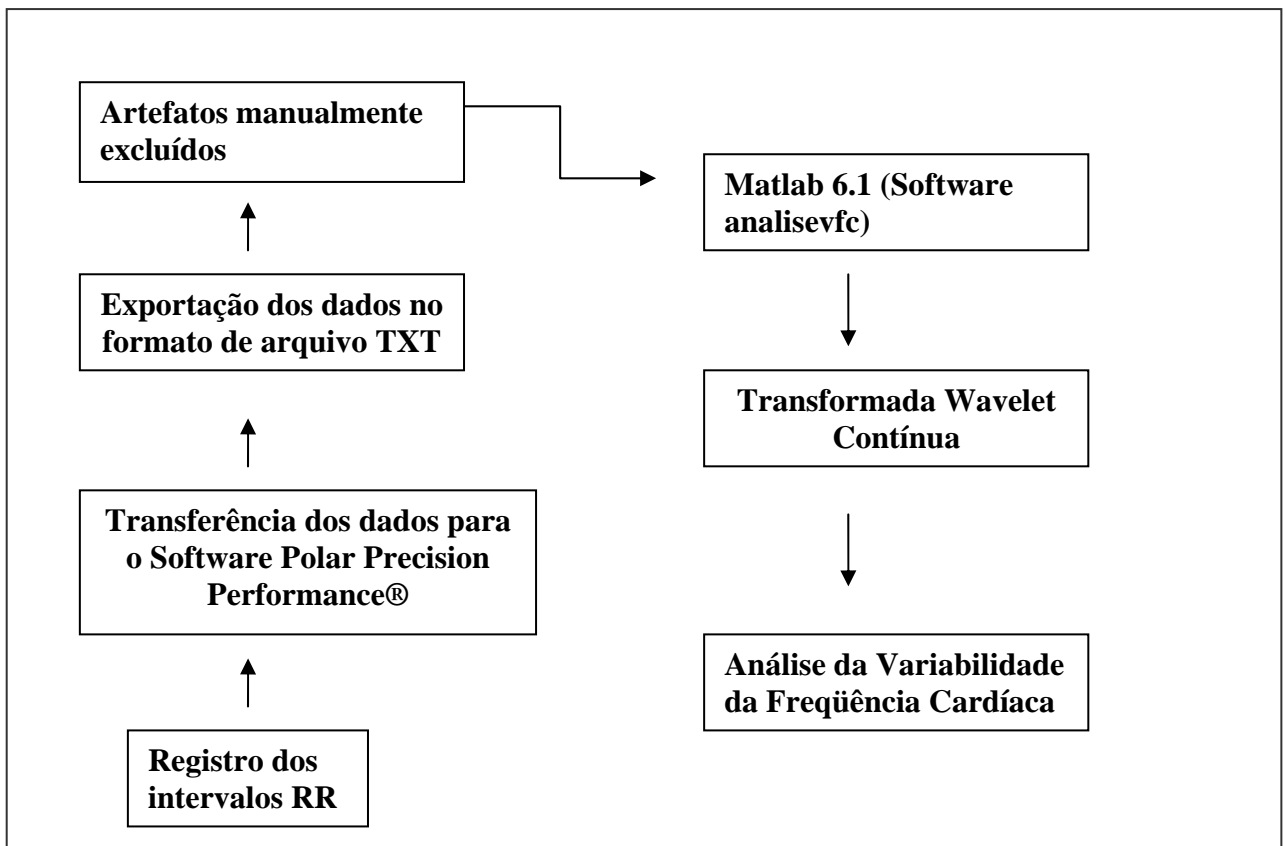 Artefatos manualmente
excluídos
Exportação dos dados no
formato de arquivo TXT
Transferência dos dados para
o Software Polar Precision
Performance®
Registro dos
intervalos RR
Matlab 6.1 (Software
analisevfc)
Transformada Wavelet
Contínua
Análise da Variabilidade
da Freqüência Cardíaca